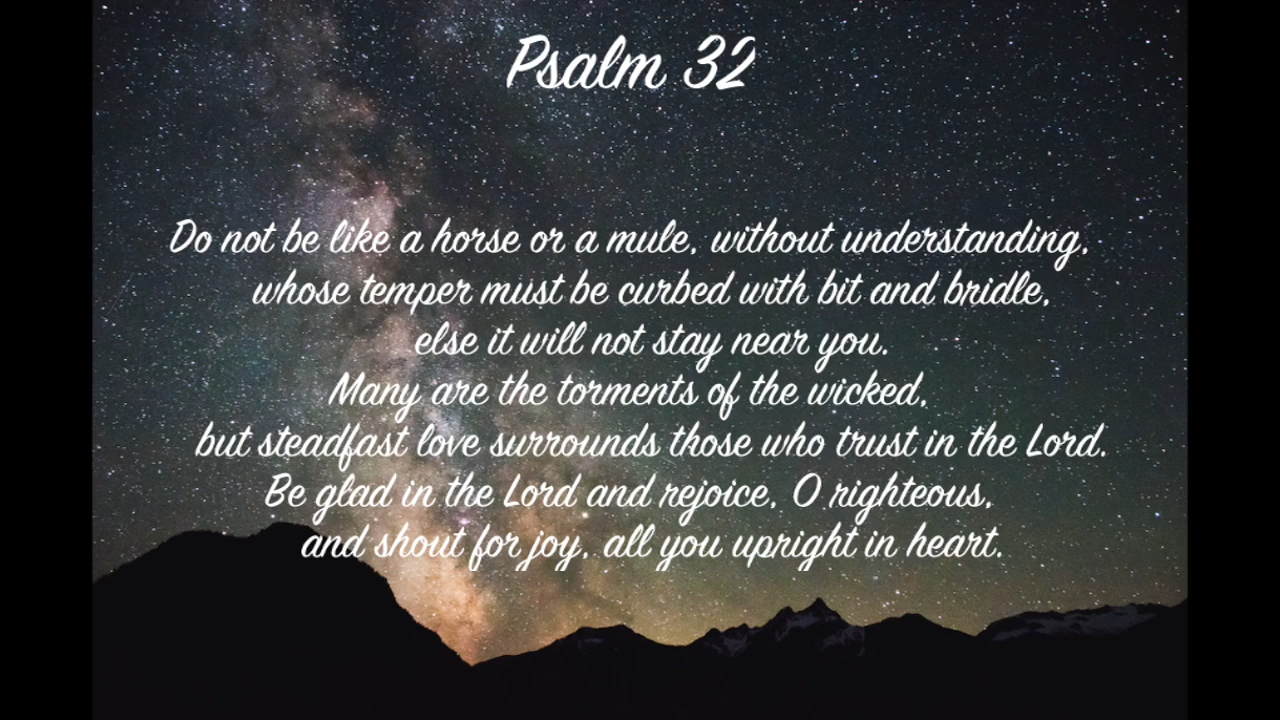 Psalm 32
Do not be like a horse or a mule, without understanding,
whose temper must be curbed with bit and bridle,
else it will not stay near you.
Many are the torments of the wicked,
but steadfast love surrounds those who trust in the Lord.
Be glad in the Lord and rejoice, O righteous,
and shout for joy, all you upright in heart.